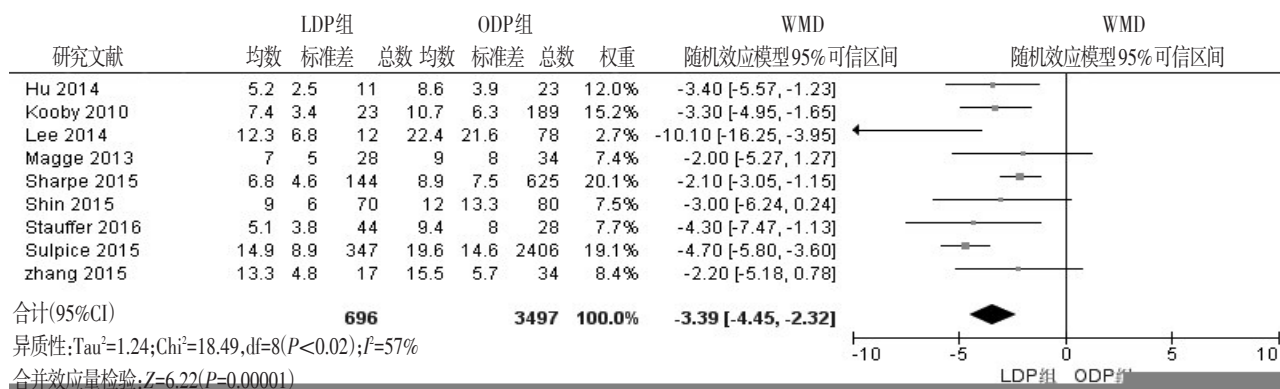 LDP组 ODP组 WMD WMD
研究文献 均数 标准差 总数 均数 标准差 总数 权重 随机效应模型95%可信区间 随机效应模型95%可信区间
Hu 2014 5.2 2.5 11 8.6 3.9 23 12.0% -3.40 [-5.57, -1.23]
Kooby 2010 7.4 3.4 23 10.7 6.3 189 15.2% -3.30 [-4.95, -1.65]
Lee 2014 12.3 6.8 12 22.4 21.6 78 2.7% -10.10 [-16.25, -3.95]
Magge 2013 7 5 28 9 8 34 7.4% -2.00 [-5.27, 1.27]
Sharpe 2015 6.8 4.6 144 8.9 7.5 625 20.1% -2.10 [-3.05, -1.15]
Shin 2015 9 6 70 12 13.3 80 7.5% -3.00 [-6.24, 0.24]
Stauffer 2016 5.1 3.8 44 9.4 8 28 7.7% -4.30 [-7.47, -1.13]
Sulpice 2015 14.9 8.9 347 19.6 14.6 2406 19.1% -4.70 [-5.80, -3.60]
zhang 2015 13.3 4.8 17 15.5 5.7 34 8.4% -2.20 [-5.18, 0.78]
合计(95%CI) 696 3497 100.0% -3.39 [-4.45, -2.32]
异质性:Tau²=1.24;Chi²=18.49,df=8(P<0.02);I²=57%
-10 -5 0 5 10
合并效应量检验:Z=6.22(P=0.00001)
LDP组 ODP组